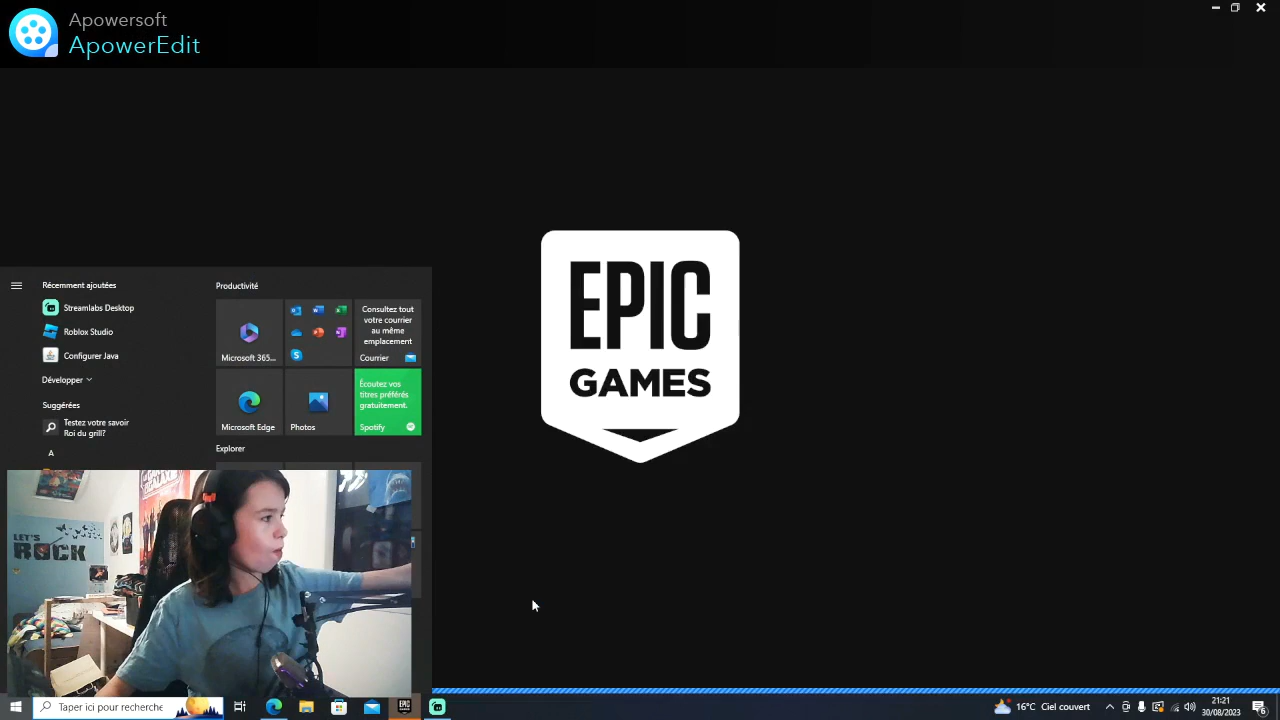 Apowersoft
ApowerEdit
EPIC
GAMES
Récemment ajoutées
Streamlabs Desktop
Roblox Studio
Configurer Java
Développer
Suggérées
Testez votre savoir
Roi du grill?
A
Productivité
Microsoft 365...
Consultez tout
votre courrier
au même
emplacement
Courrier
Microsoft Edge
Photos
Écoutez vos
titres préférés
gratuitement.
Spotify
Explorer
LET'S
ROCK
Taper ici pour recherche
EPIC
16°C Ciel couvert
21:21
30/08/2023